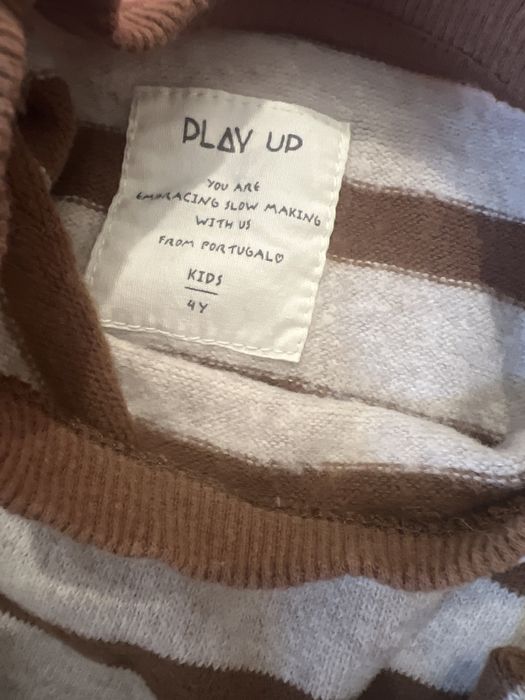 PLAY UP
YOU ARE
EMBRACING SLOW MAKING
WITH US
FROM PORTUGAL♡
KIDS
4Y